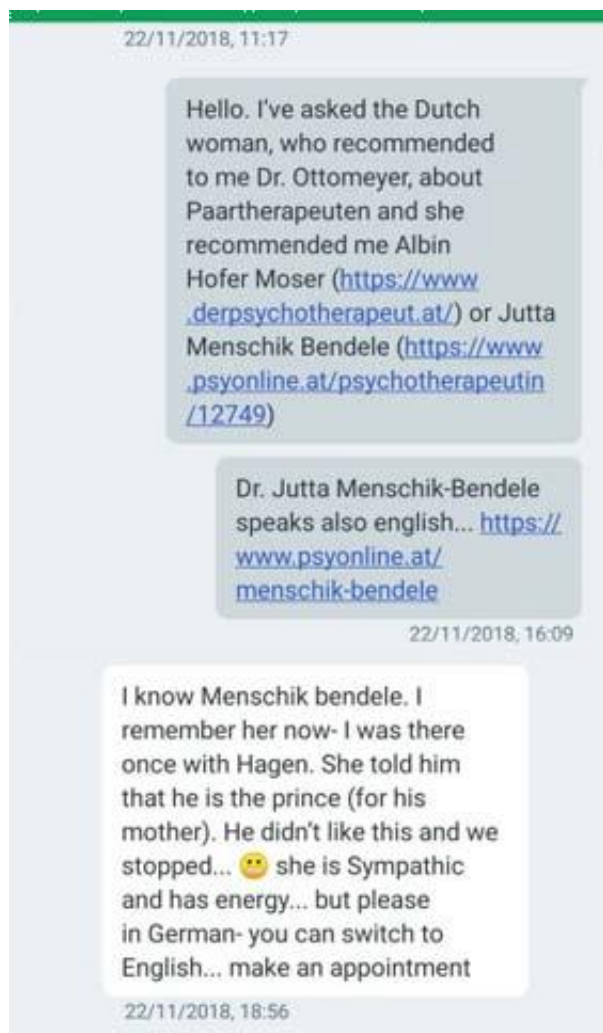 22/11/2018, 11:17
Hello. I've asked the Dutch
woman, who recommended
to me Dr. Ottomeyer, about
Paartherapeuten and she
recommended me Albin
Hofer Moser (https://www
.derpsychotherapeut.at/) or Jutta
Menschik Bendele (https://www
.psyonline.at/psychotherapeutin
/12749)
Dr. Jutta Menschik-Bendele
speaks also english... https://
www.psyonline.at/
menschik-bendele
22/11/2018, 16:09
I know Menschik bendele. I
remember her now- I was there
once with Hagen. She told him
that he is the prince (for his
mother). He didn't like this and we
stopped... 😬 she is Sympathic
and has energy... but please
in German- you can switch to
English... make an appointment
22/11/2018, 18:56